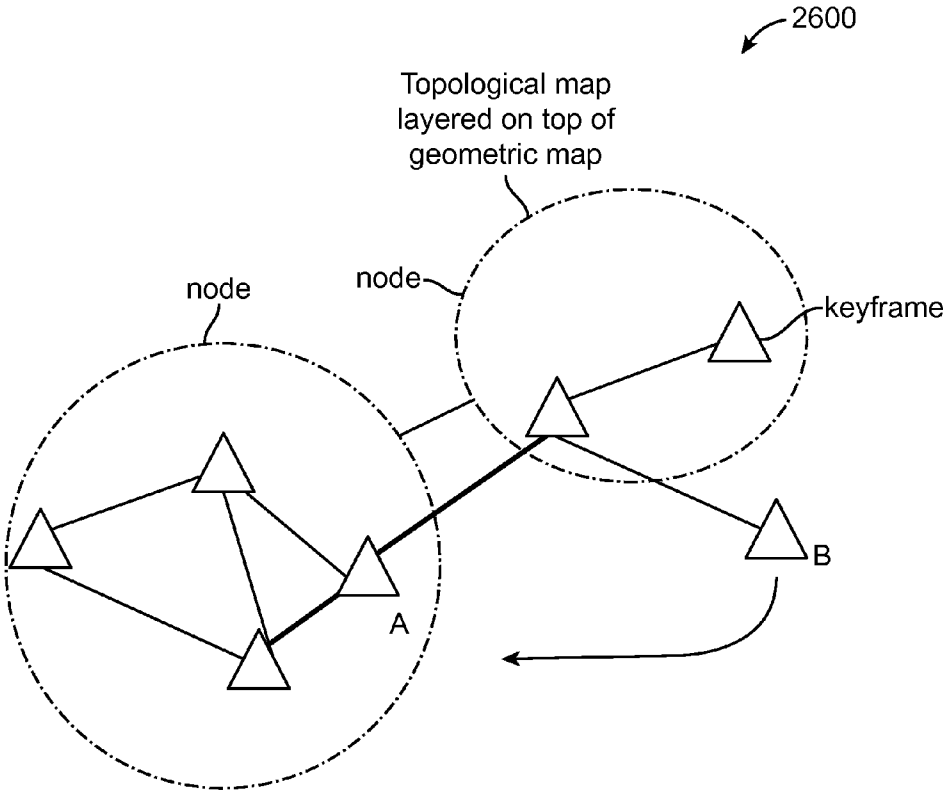 2600
Topological map
layered on top of
geometric map
node
node
keyframe
B
A